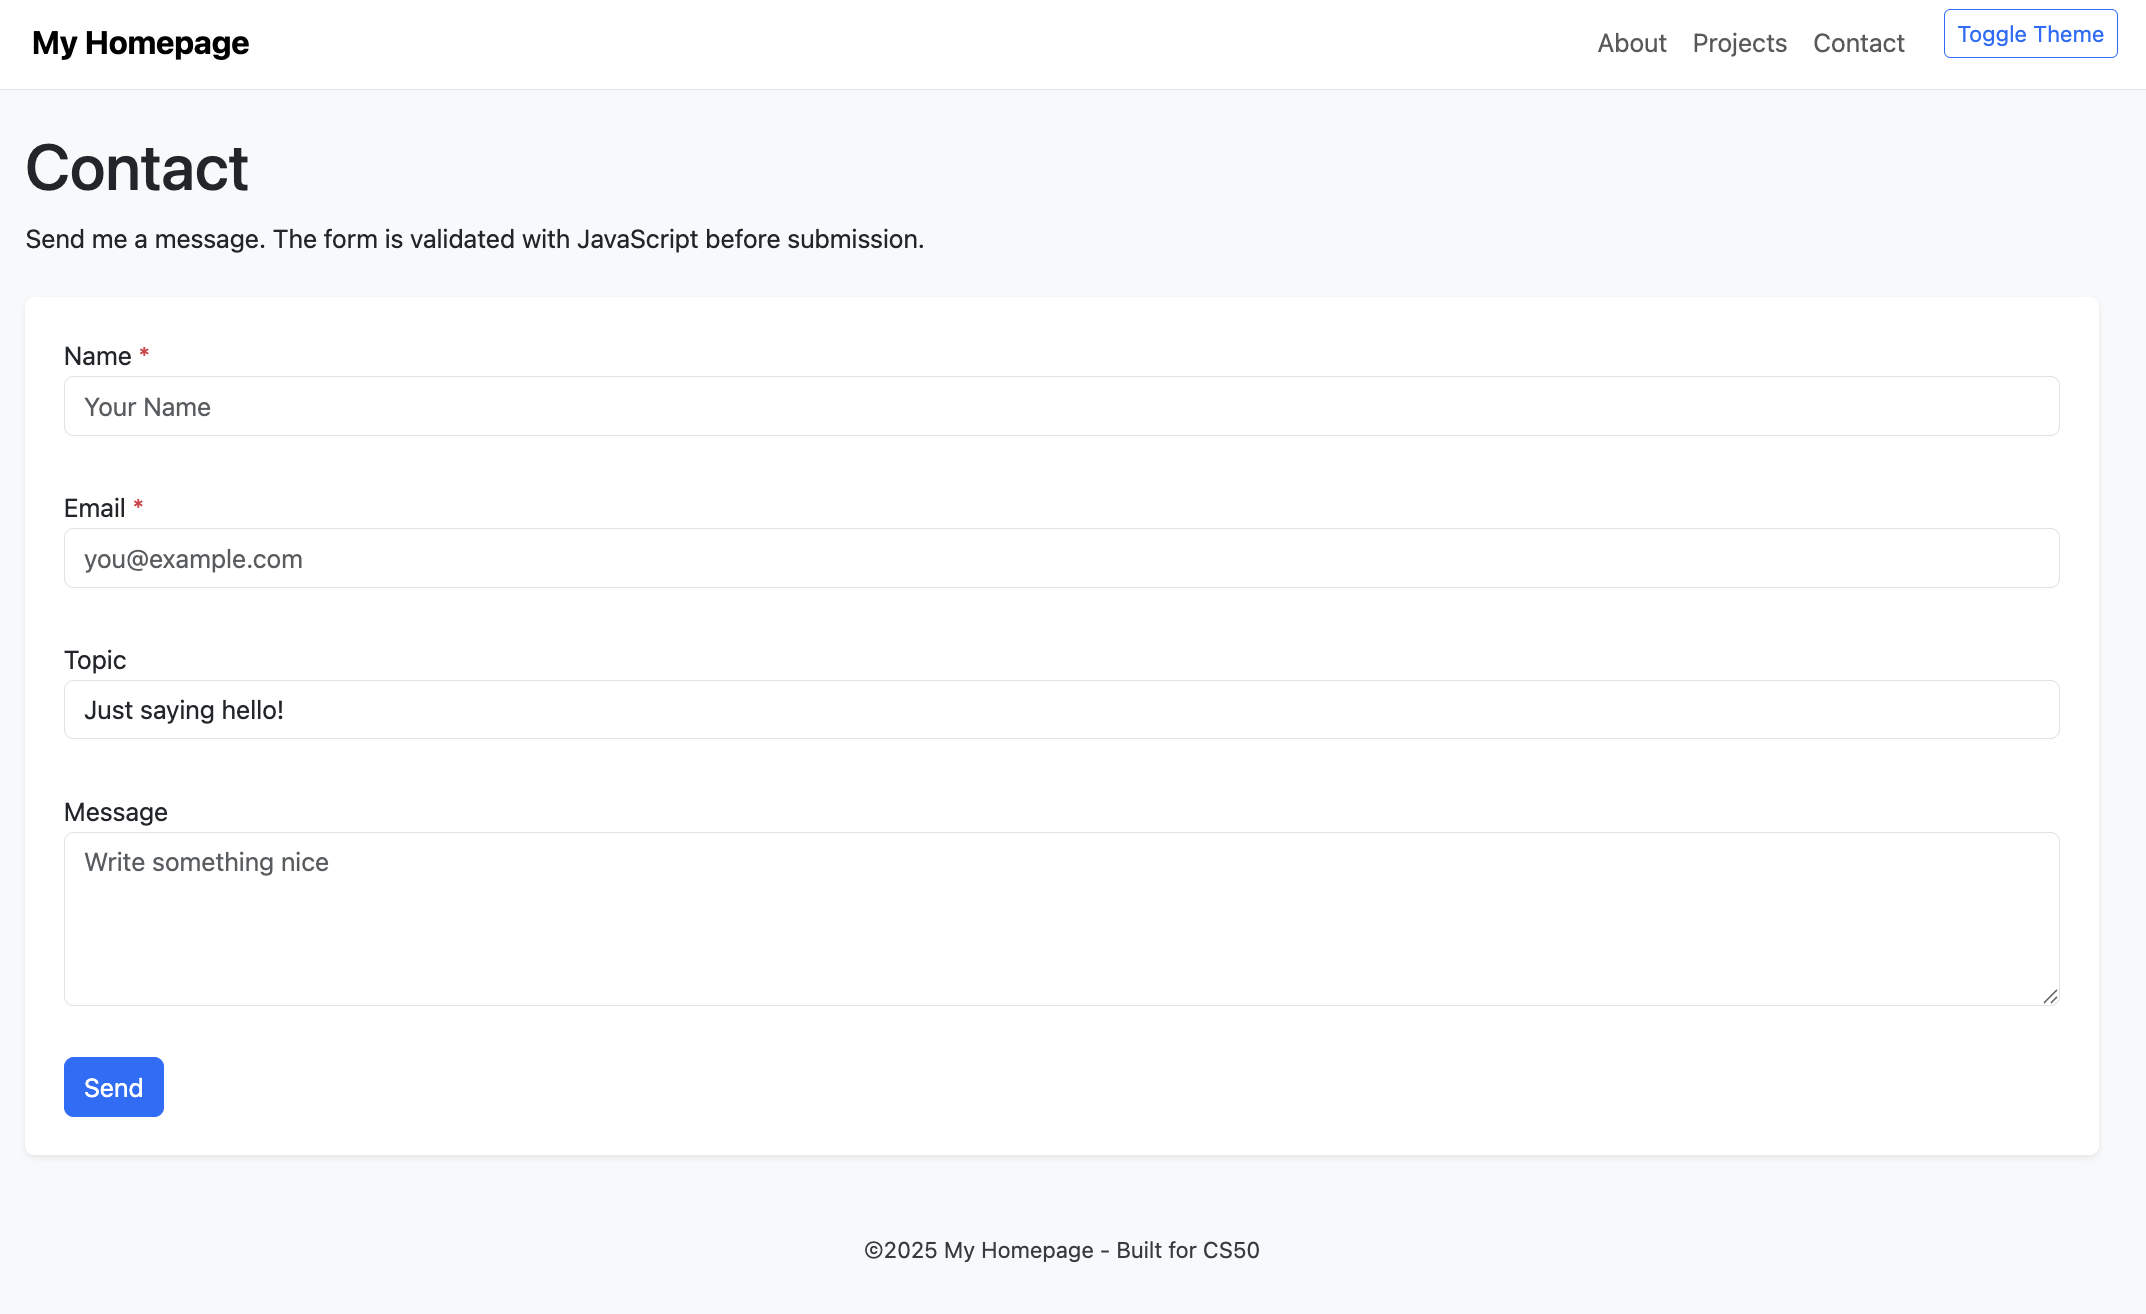 My Homepage
About Projects Contact Toggle Theme
Contact
Send me a message. The form is validated with JavaScript before submission.
Name *
Your Name
Email *
you@example.com
Topic
Just saying hello!
Message
Write something nice
Send
©2025 My Homepage - Built for CS50